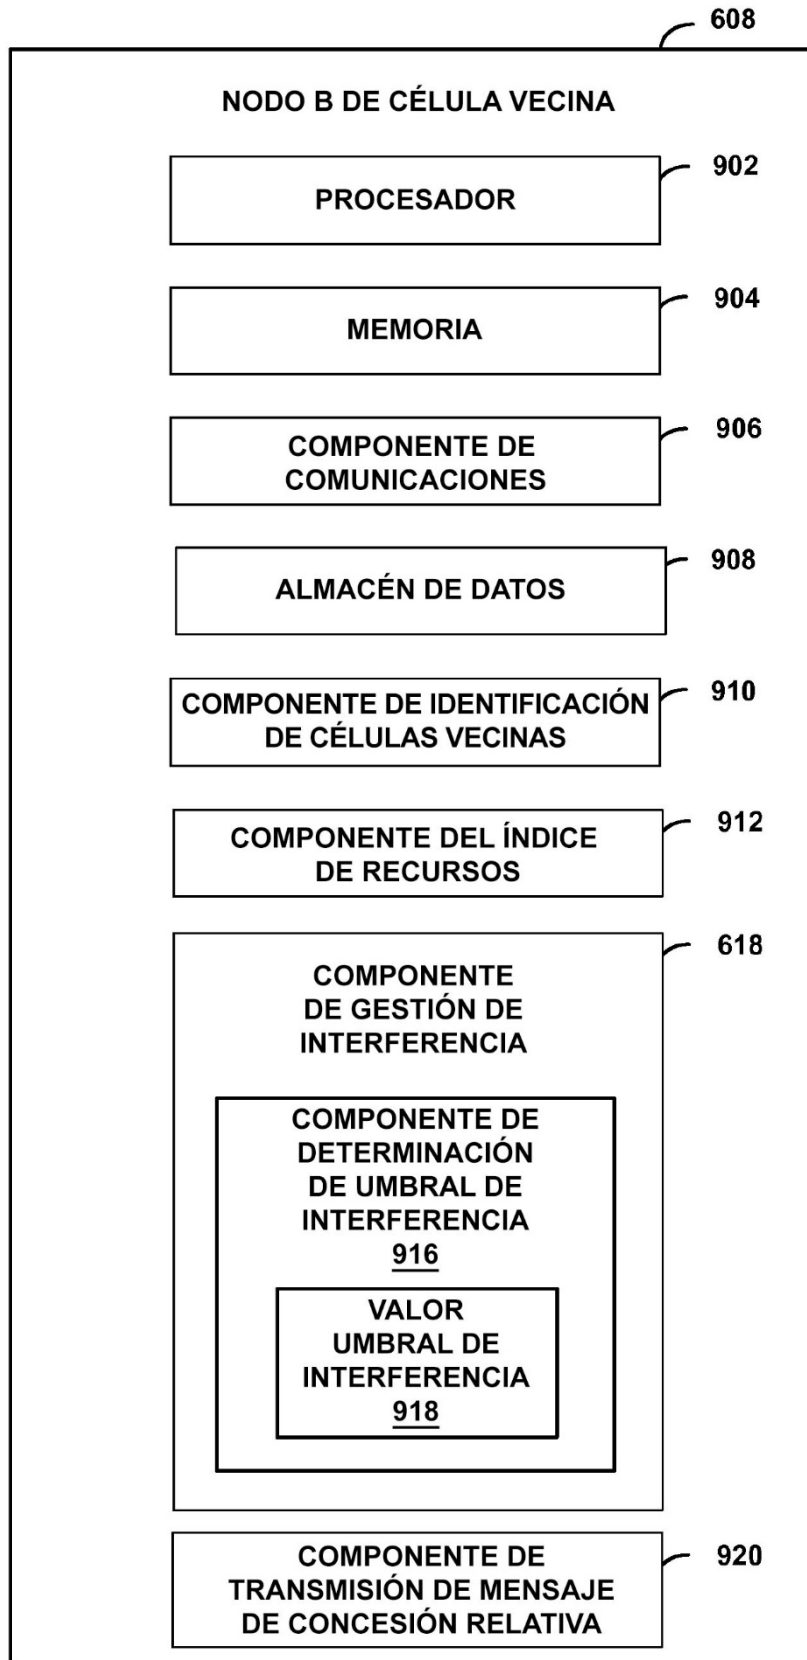 608
NODO B DE CÉLULA VECINA
902
PROCESADOR
904
MEMORIA
906
COMPONENTE DE
COMUNICACIONES
908
ALMACÉN DE DATOS
910
COMPONENTE DE IDENTIFICACIÓN
DE CÉLULAS VECINAS
912
COMPONENTE DEL ÍNDICE
DE RECURSOS
618
COMPONENTE
DE GESTIÓN DE
INTERFERENCIA
COMPONENTE DE
DETERMINACIÓN
DE UMBRAL DE
INTERFERENCIA
916
VALOR
UMBRAL DE
INTERFERENCIA
918
920
COMPONENTE DE
TRANSMISIÓN DE MENSAJE
DE CONCESIÓN RELATIVA